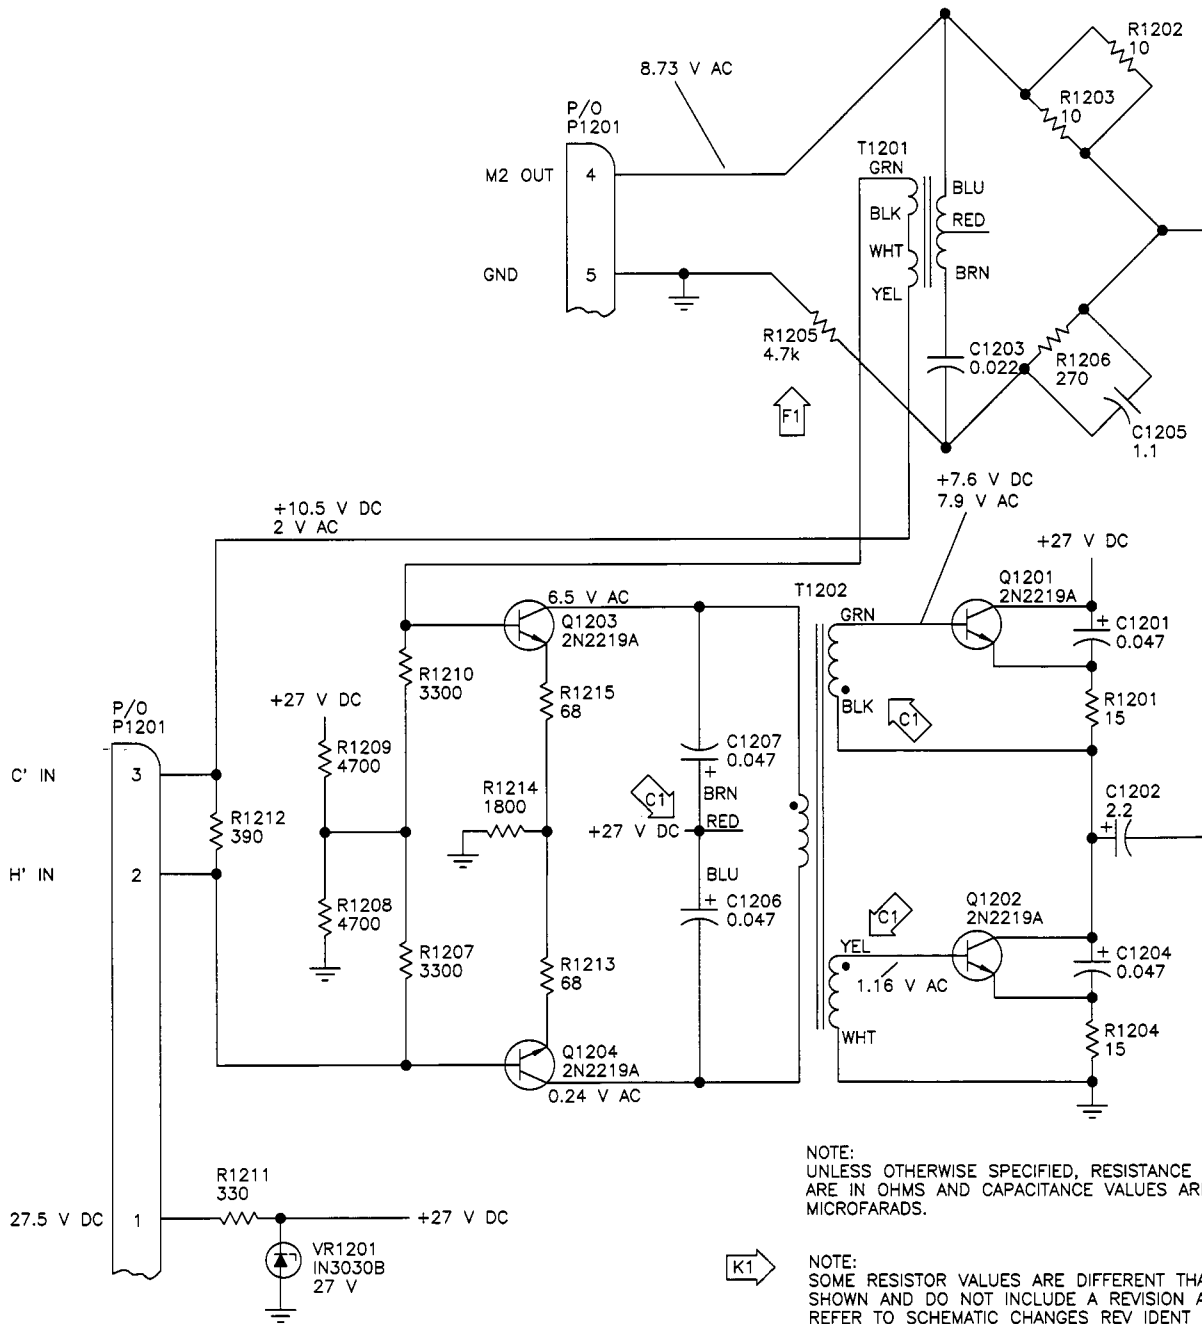 R1202
10
8.73 V AC
R1203
10
P/O
P1201
T1201
GRN
M2 OUT
4
BLU
BLK
RED
WHT
BRN
GND
5
YEL
R1205
4.7k
C1203
0.022
R1206
270
F1
C1205
1.1
+7.6 V DC
7.9 V AC
+10.5 V DC
2 V AC
+27 V DC
T1202
Q1201
2N2219A
6.5 V AC
GRN
Q1203
2N2219A
+ C1201
0.047
R1210
3300
R1215
68
+27 V DC
BLK
C1
R1201
15
P/O
P1201
R1209
4700
C1207
+ 0.047
C' IN
3
R1214
1800
C1
BRN
C1202
2.2
+
R1212
390
+27 V DC
RED
H' IN
2
BLU
C1
Q1202
2N2219A
R1208
4700
+ C1206
0.047
R1207
3300
YEL
R1213
68
+ C1204
0.047
1.16 V AC
WHT
R1204
15
Q1204
2N2219A
0.24 V AC
NOTE:
UNLESS OTHERWISE SPECIFIED, RESISTANCE
ARE IN OHMS AND CAPACITANCE VALUES AR
MICROFARADS.
R1211
330
27.5 V DC
1
+27 V DC
VR1201
IN3030B
27 V
K1
NOTE:
SOME RESISTOR VALUES ARE DIFFERENT THA
SHOWN AND DO NOT INCLUDE A REVISION A
REFER TO SCHEMATIC CHANGES REV IDENT